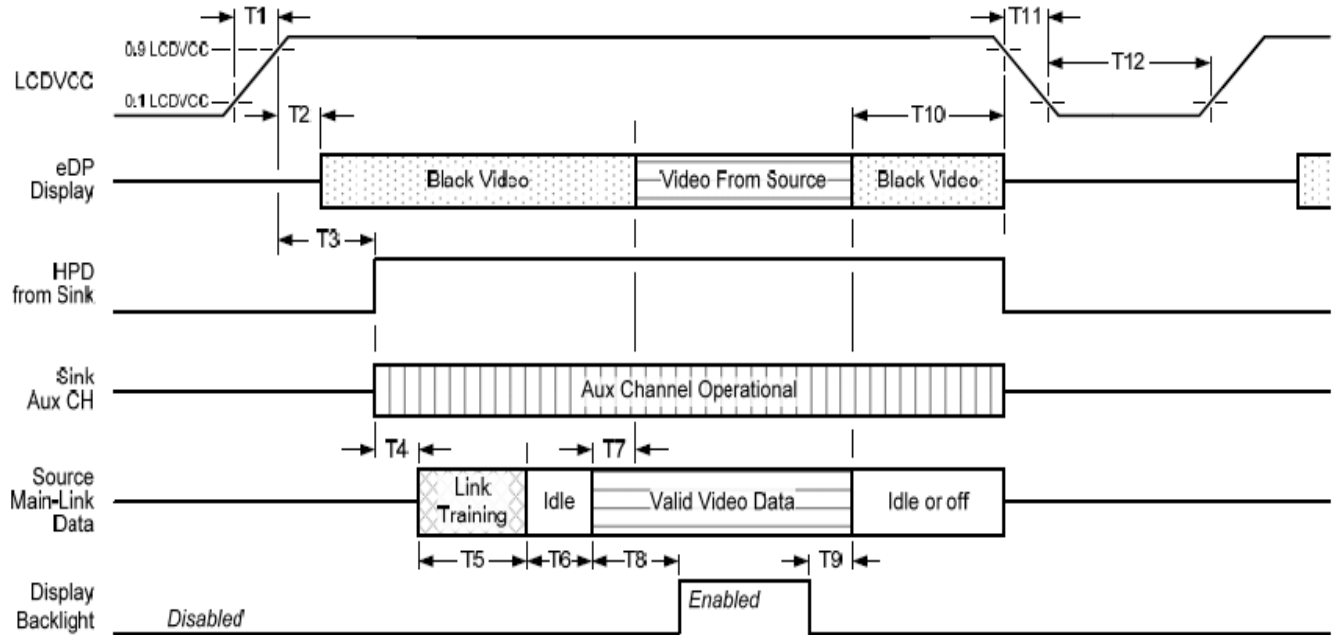 T1
T11
0.9 LCDVCC
LCDVCC
T12
0.1 LCDVCC
T2
T10
eDP
Display
Black Video
Video From Source
Black Video
T3
HPD
from Sink
Sink
Aux CH
Aux Channel Operational
T4
T7
Source
Main-Link
Data
Link
Training
Idle
Valid Video Data
Idle or off
T5
T6
T8
T9
Display
Backlight
Disabled
Enabled